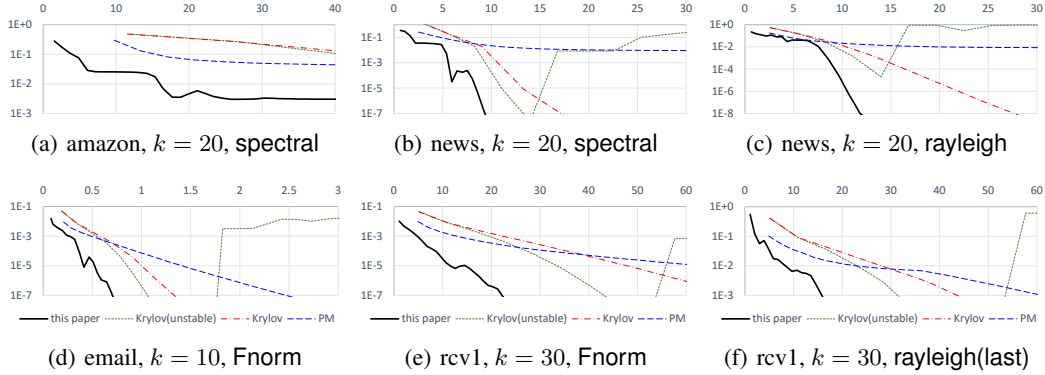 0 10 20 30 40
1E+0
1E-1
1E-2
1E-3
(a) amazon, k = 20, spectral
0 5 10 15 20 25 30
1E-1
1E-3
1E-5
1E-7
(b) news, k = 20, spectral
0 5 10 15 20 25 30
1E+0
1E-2
1E-4
1E-6
1E-8
(c) news, k = 20, rayleigh
0 0.5 1 1.5 2 2.5 3
1E-1
1E-3
1E-5
1E-7
this paper Krylov(unstable) Krylov PM
(d) email, k = 10, Fnorm
0 10 20 30 40 50 60
1E-1
1E-3
1E-5
1E-7
this paper Krylov(unstable) Krylov PM
(e) rcv1, k = 30, Fnorm
0 10 20 30 40 50 60
1E+0
1E-1
1E-2
1E-3
this paper Krylov(unstable) Krylov PM
(f) rcv1, k = 30, rayleigh(last)